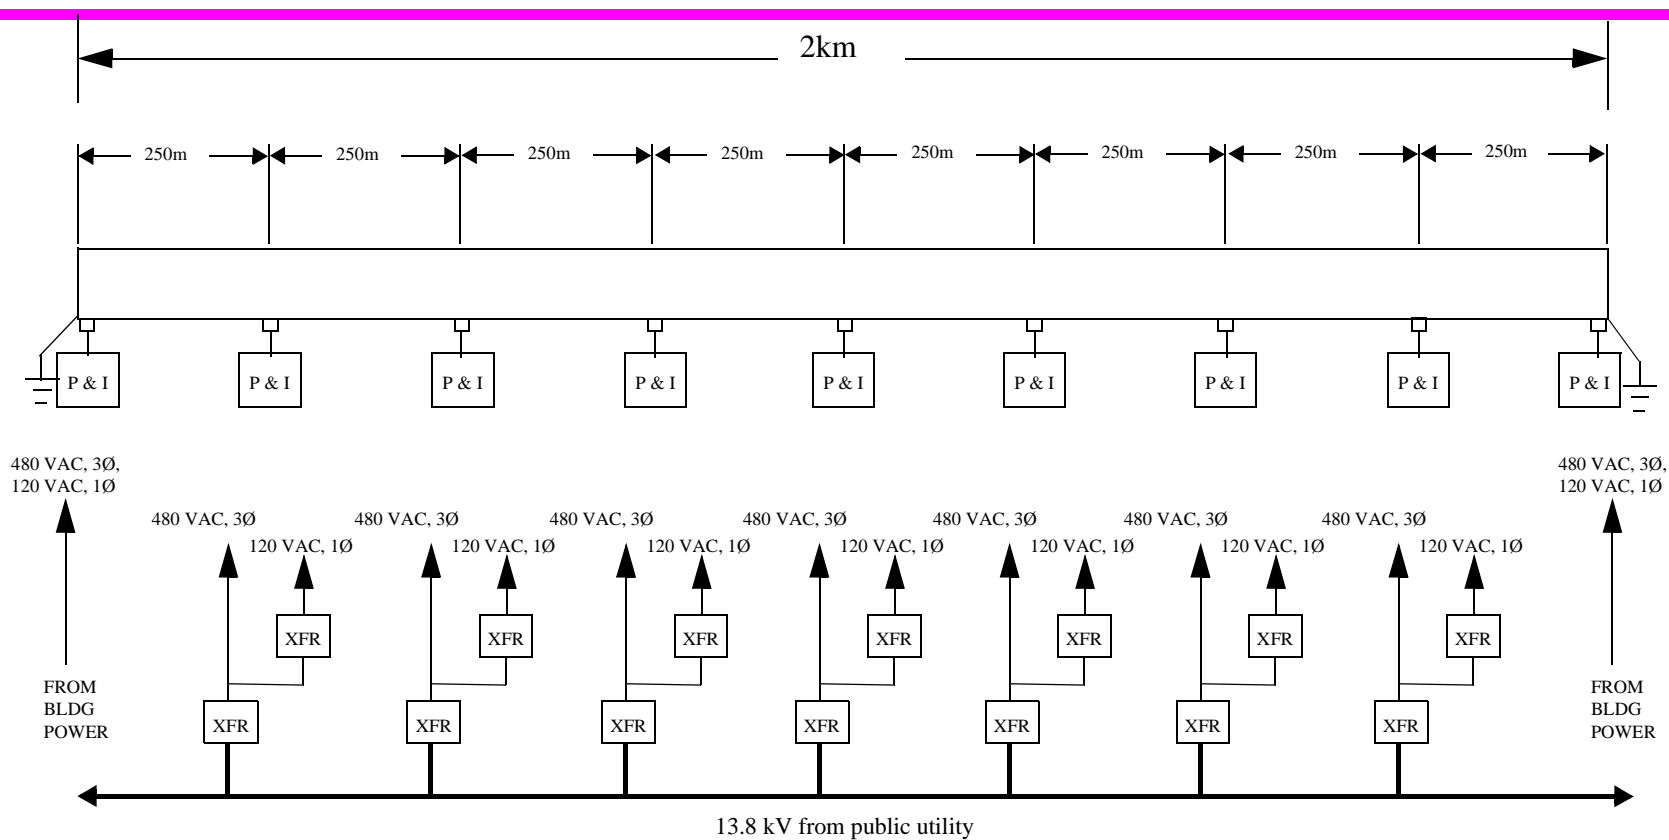 2km
250m 250m 250m 250m 250m 250m 250m 250m
P & I P & I P & I P & I P & I P & I P & I P & I P & I
480 VAC, 3Ø,
120 VAC, 1Ø
480 VAC, 3Ø,
120 VAC, 1Ø
480 VAC, 3Ø 480 VAC, 3Ø 480 VAC, 3Ø 480 VAC, 3Ø 480 VAC, 3Ø 480 VAC, 3Ø 480 VAC, 3Ø
120 VAC, 1Ø 120 VAC, 1Ø 120 VAC, 1Ø 120 VAC, 1Ø 120 VAC, 1Ø 120 VAC, 1Ø 120 VAC, 1Ø
XFR XFR XFR XFR XFR XFR XFR
FROM
BLDG
POWER
FROM
BLDG
POWER
XFR XFR XFR XFR XFR XFR XFR
13.8 kV from public utility